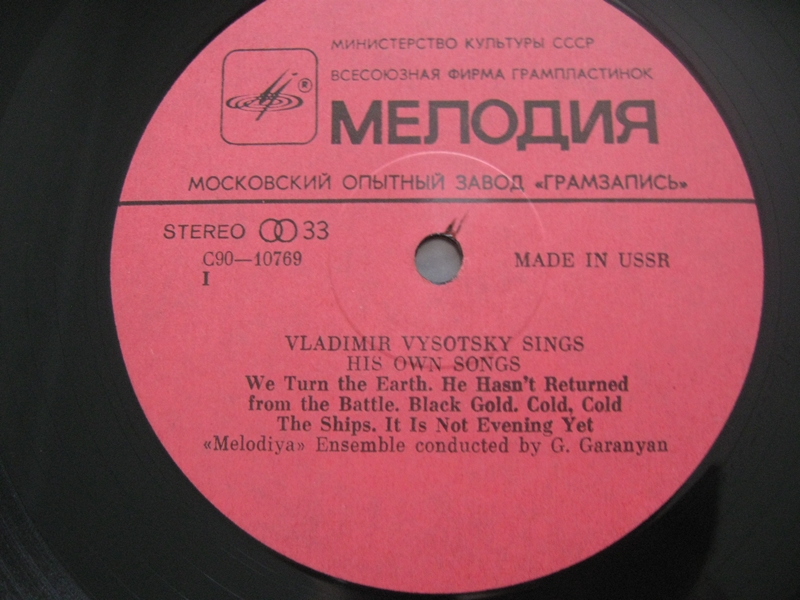 МИНИСТЕРСТВО КУЛЬТУРЫ СССР
ВСЕСОЮЗНАЯ ФИРМА ГРАМПЛАСТИНОК
®
МЕЛОДИЯ
МОСКОВСКИЙ ОПЫТНЫЙ ЗАВОД «ГРАМЗАПИСЬ»
STEREO 33
С90—10769
I
MADE IN USSR
VLADIMIR VYSOTSKY SINGS
HIS OWN SONGS
We Turn the Earth. He Hasn't Returned
from the Battle. Black Gold. Cold, Cold
The Ships. It Is Not Evening Yet
«Melodiya» Ensemble conducted by G. Garanyan